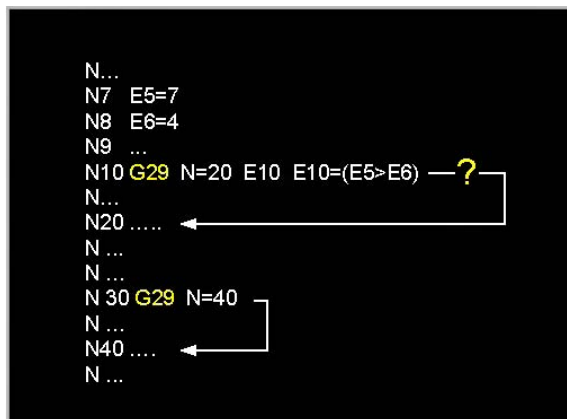 N...
N7 E5=7
N8 E6=4
N9 ...
N10 G29 N=20 E10 E10=(E5>E6) ?
N...
N20 .....
N ...
N ...
N 30 G29 N=40
N ...
N40 ....
N ...